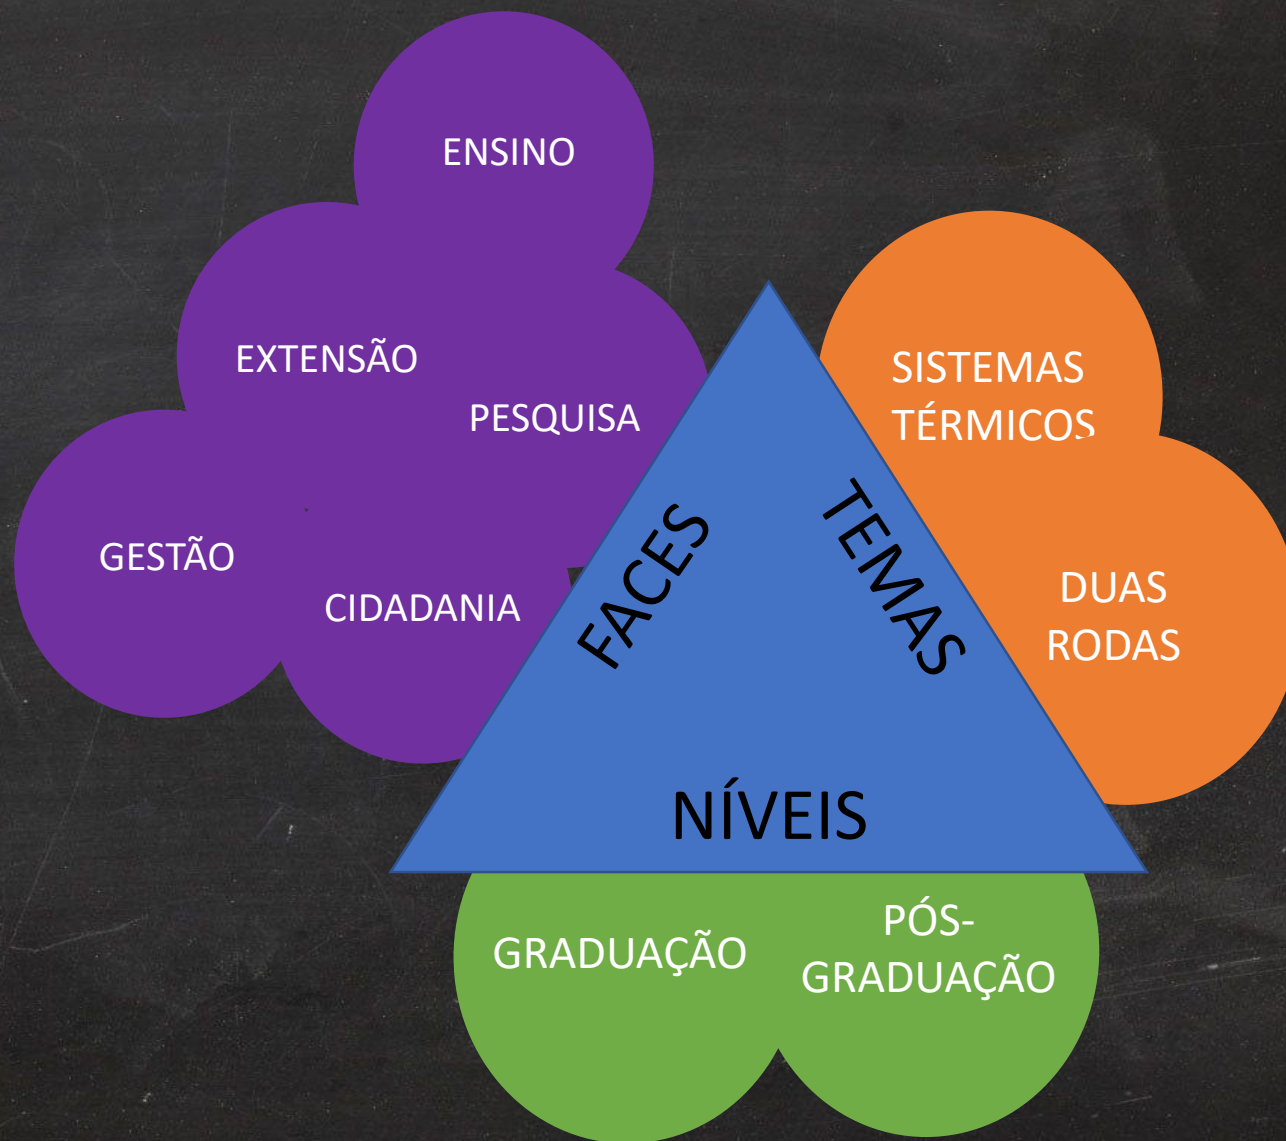 ENSINO
EXTENSÃO
PESQUISA
GESTÃO
CIDADANIA
SISTEMAS
TÉRMICOS
DUAS
RODAS
FACES
TEMAS
NÍVEIS
GRADUAÇÃO
PÓS-
GRADUAÇÃO